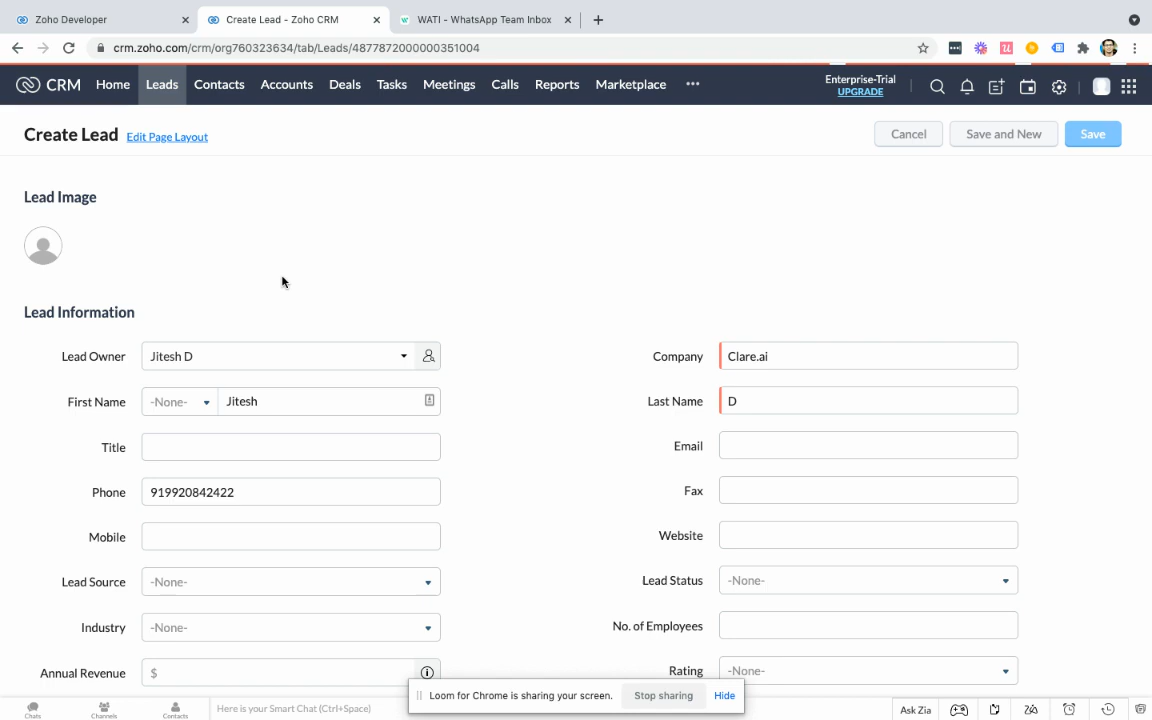 Zoho Developer
Create Lead - Zoho CRM
WATI - WhatsApp Team Inbox
crm.zoho.com/crm/org760323634/tab/Leads/4877872000000351004
CRM Home Leads Contacts Accounts Deals Tasks Meetings Calls Reports Marketplace
Enterprise-Trial
UPGRADE
Create Lead Edit Page Layout
Cancel Save and New Save
Lead Image
Lead Information
Lead Owner Jitesh D
Company Clare.ai
First Name -None- Jitesh
Last Name D
Title
Email
Phone 919920842422
Fax
Mobile
Website
Lead Source -None-
Lead Status -None-
Industry -None-
No. of Employees
Annual Revenue $
Rating -None-
Loom for Chrome is sharing your screen. Stop sharing Hide
Chats Channels Contacts
Here is your Smart Chat (Ctrl+Space)
Ask Zia